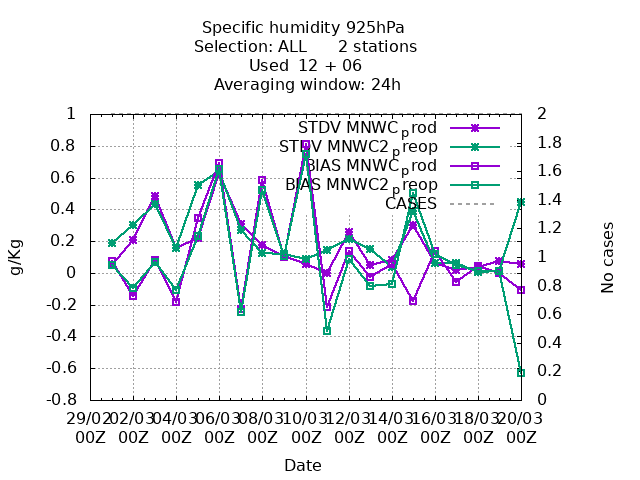 Specific humidity 925hPa
Selection: ALL 2 stations
Used 12 + 06
Averaging window: 24h
STDV MNWCprod
STDV MNWC2preop
BIAS MNWCprod
BIAS MNWC2preop
CASES
g/Kg
1
0.8
0.6
0.4
0.2
0
-0.2
-0.4
-0.6
-0.8
No cases
2
1.8
1.6
1.4
1.2
1
0.8
0.6
0.4
0.2
0
29/02 02/03 04/03 06/03 08/03 10/03 12/03 14/03 16/03 18/03 20/03
00Z 00Z 00Z 00Z 00Z 00Z 00Z 00Z 00Z 00Z 00Z
Date